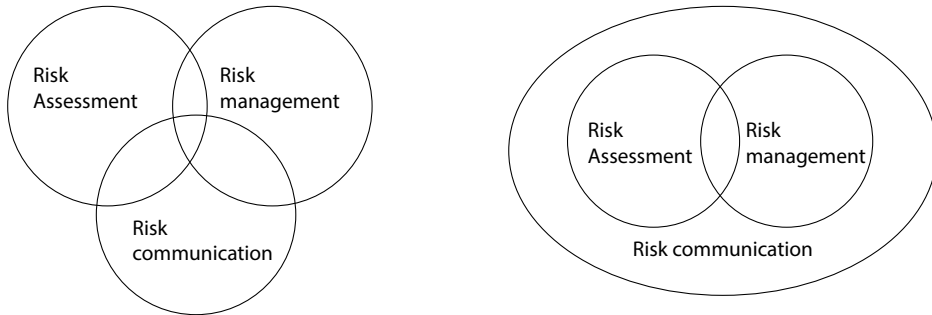 Risk
Assessment
Risk
management
Risk
communication
Risk
Assessment
Risk
management
Risk communication